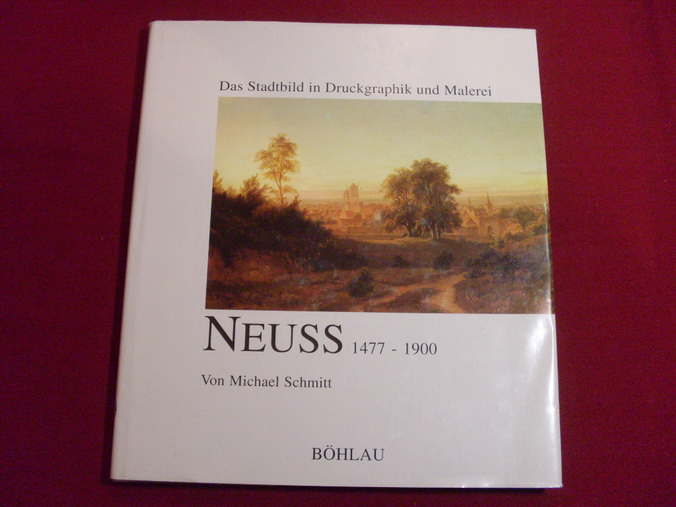 Das Stadtbild in Druckgraphik und Malerei
NEUSS 1477 - 1900
Von Michael Schmitt
BÖHLAU